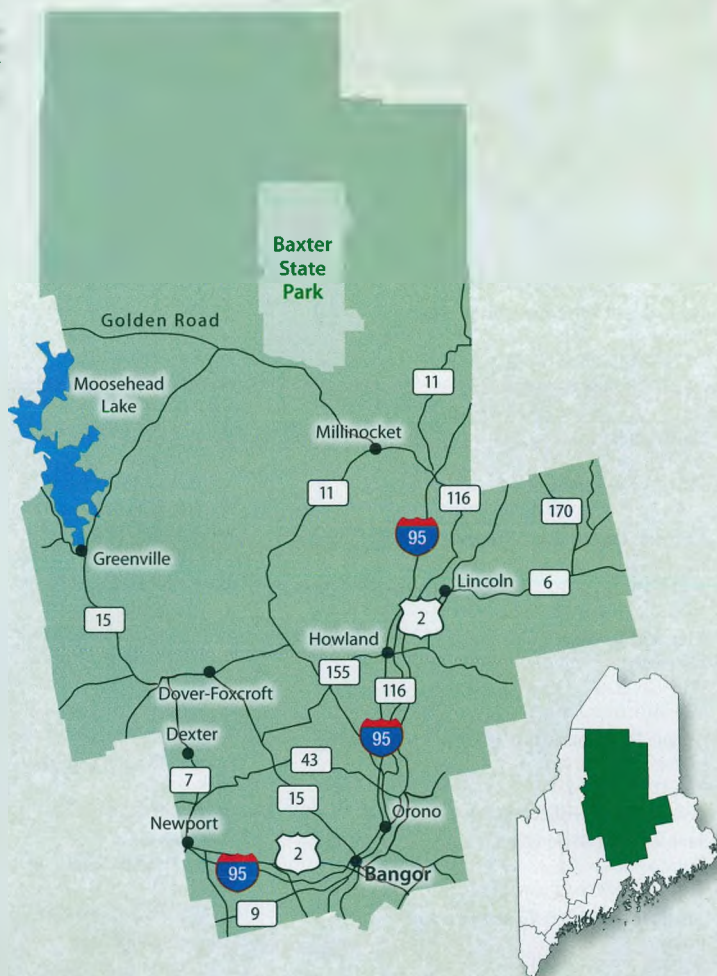 Baxter
State
Park
Golden Road
Moosehead
Lake
11
Millinocket
11
116
170
95
Greenville
Lincoln
6
15
2
Howland
155
Dover-Foxcroft
116
Dexter
95
43
7
15
Newport
Orono
2
95
Bangor
9